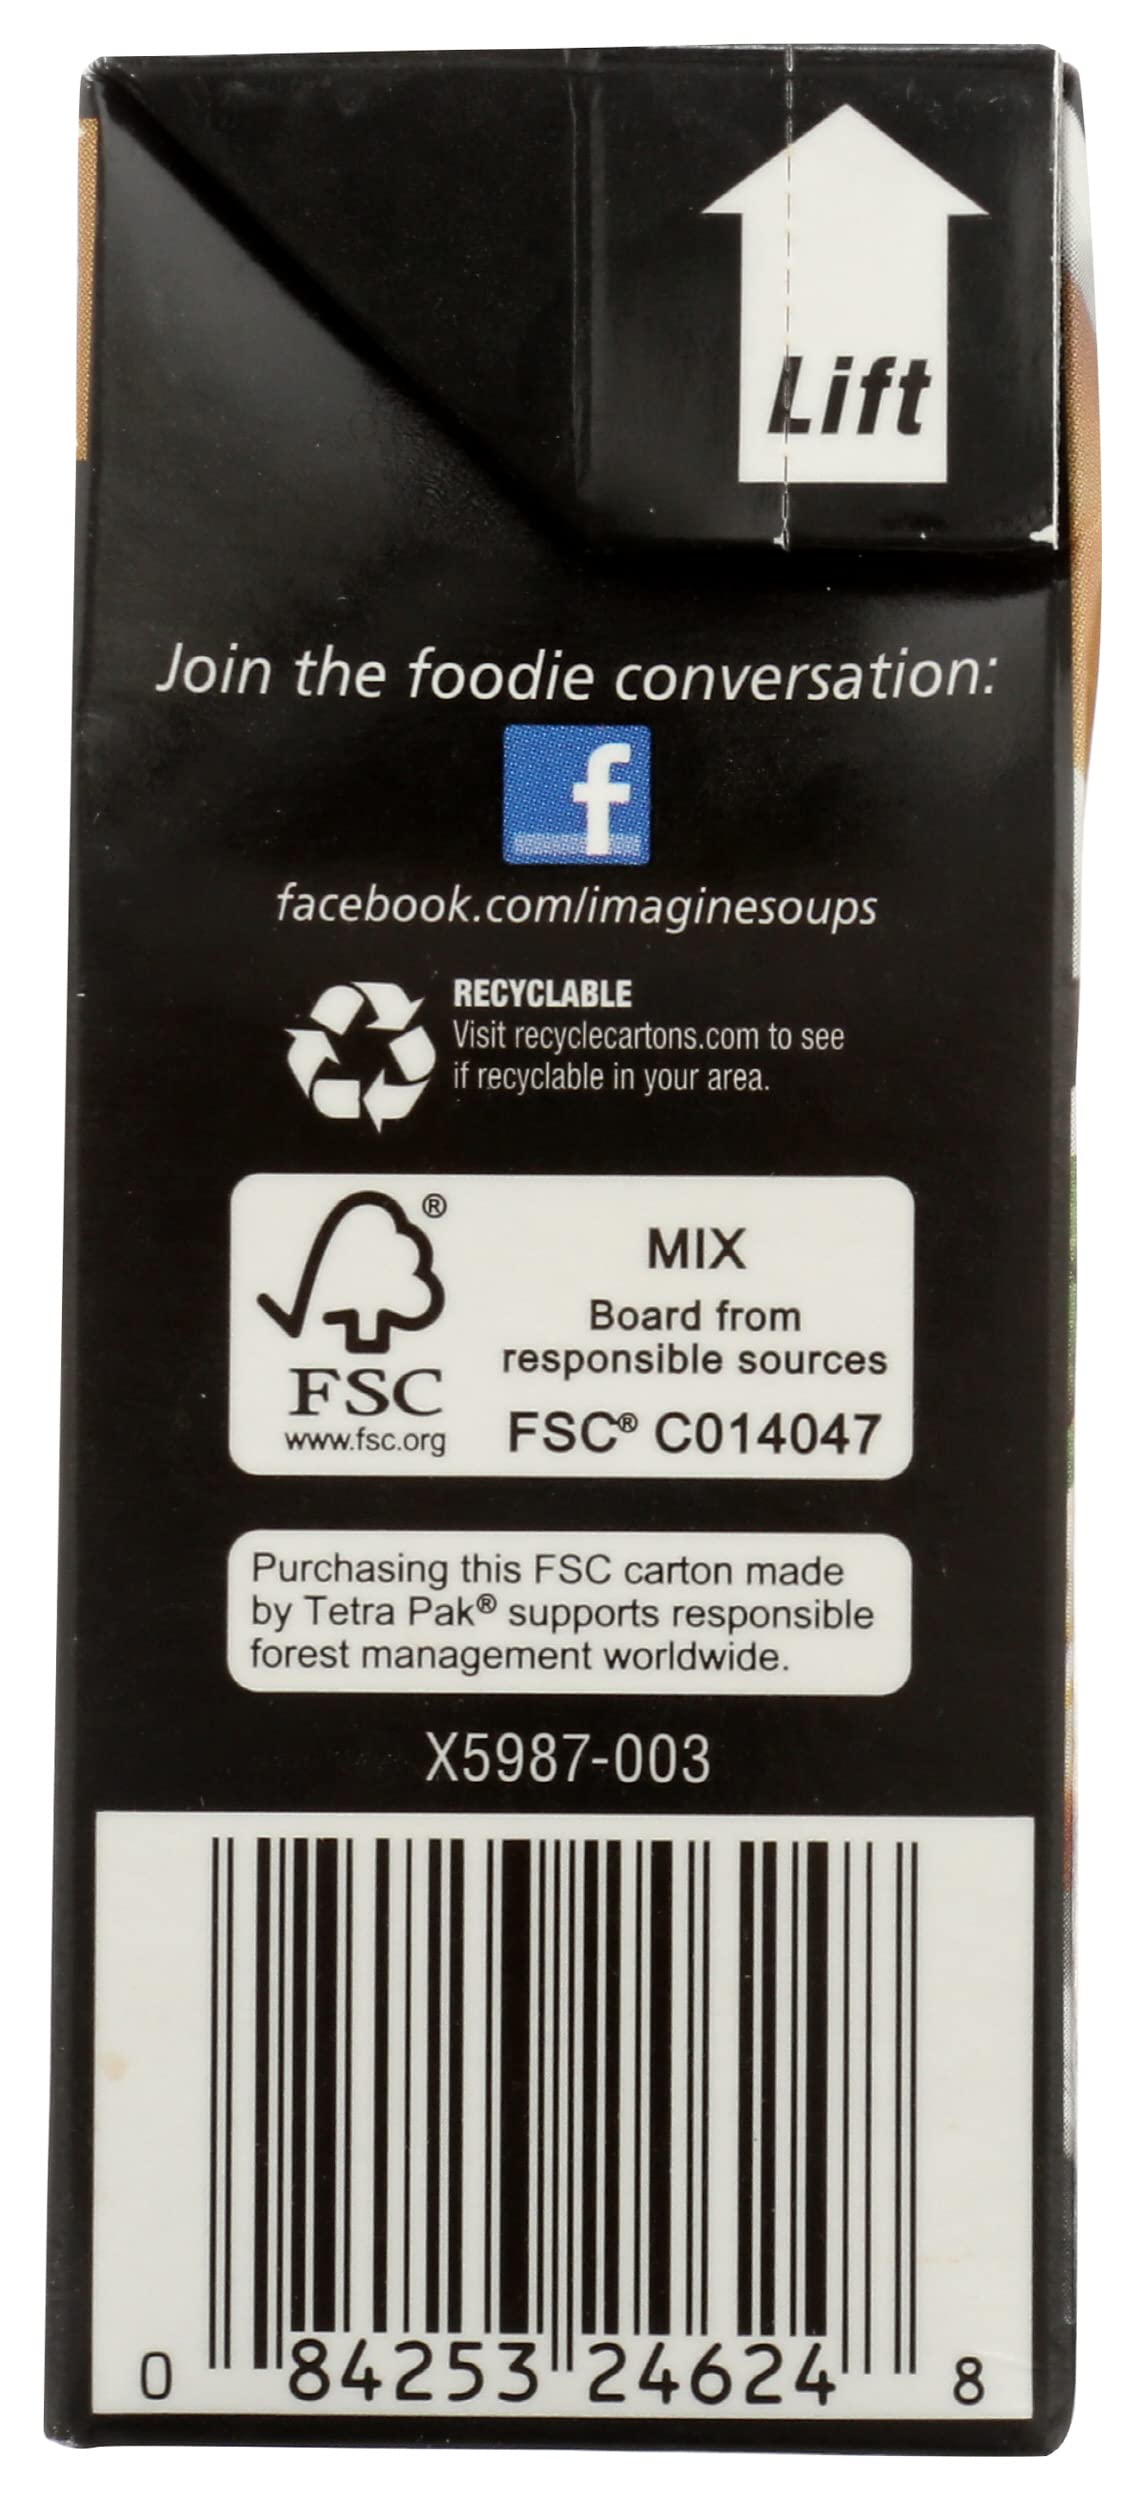 Lift
Join the foodie conversation:
f
facebook.com/imaginesoups
RECYCLABLE
Visit recyclecartons.com to see
if recyclable in your area.
®
FSC
www.fsc.org
MIX
Board from
responsible sources
FSC® C014047
Purchasing this FSC carton made
by Tetra Pak® supports responsible
forest management worldwide.
X5987-003
0 84253 24624 8